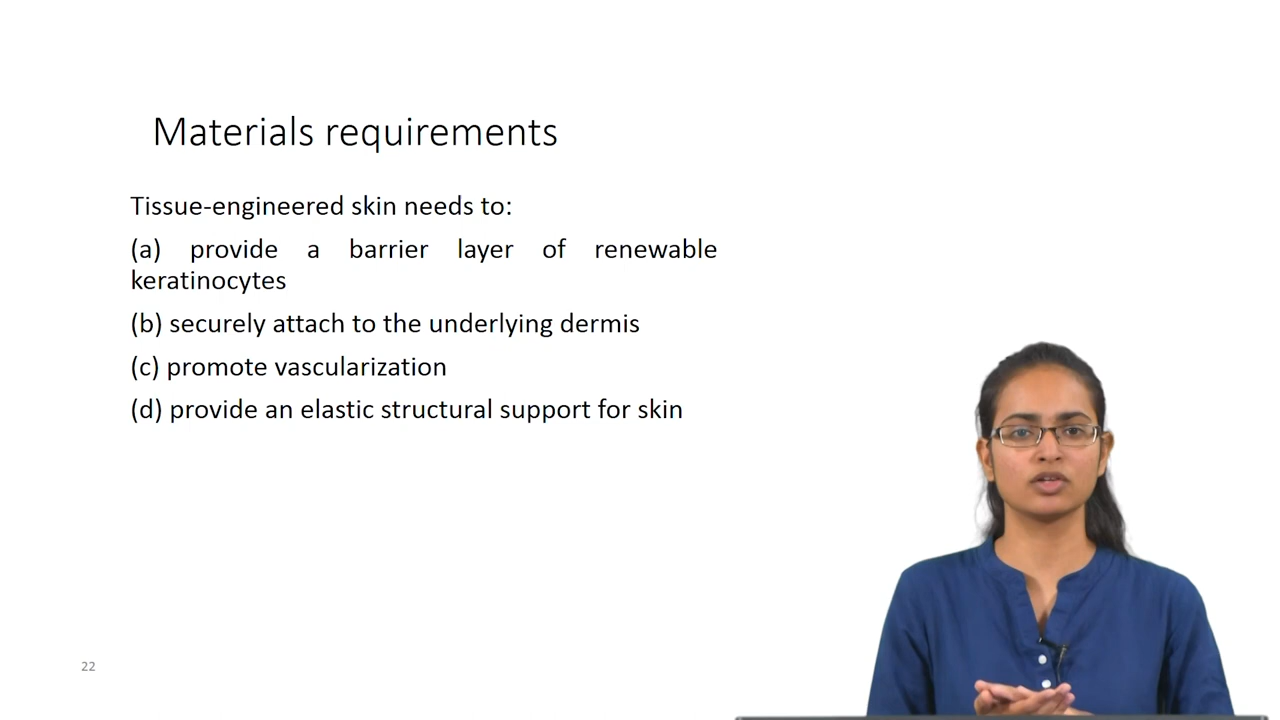 Materials requirements
Tissue-engineered skin needs to:
(a) provide a barrier layer of renewable
keratinocytes
(b) securely attach to the underlying dermis
(c) promote vascularization
(d) provide an elastic structural support for skin
22